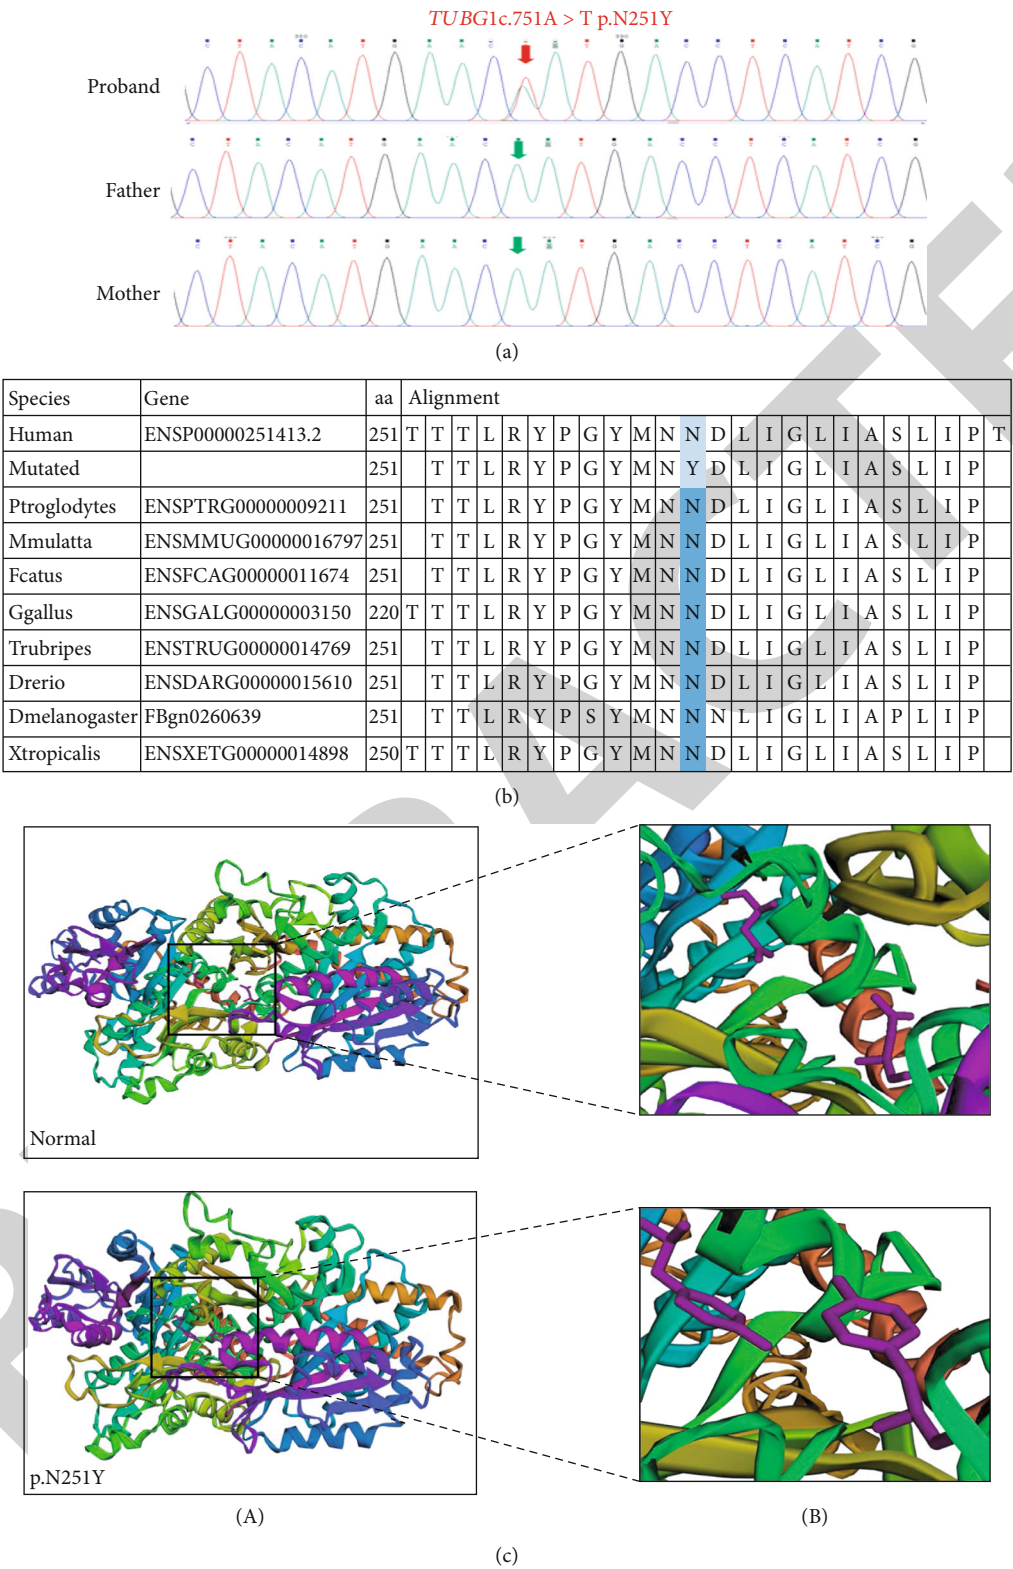 TUBG1c.751A > T p.N251Y
Proband
C T A C A T G A A C A T G A C C T C A T C G
Father
C T A C A T G A A C A T G A C C T C A T C G
Mother
(a)
Species Gene aa Alignment
Human ENSP00000251413.2 251 T T T L R Y P G Y M N N D L I G L I A S L I P T
Mutated 251 T T L R Y P G Y M N Y D L I G L I A S L I P
Ptroglodytes ENSPTRG00000009211 251 T T L R Y P G Y M N N D L I G L I A S L I P
Mmulatta ENSMMUG00000016797 251 T T L R Y P G Y M N N D L I G L I A S L I P
Fcatus ENSFCAG00000011674 251 T T L R Y P G Y M N N D L I G L I A S L I P
Ggallus ENSGALG00000003150 220 T T T L R Y P G Y M N N D L I G L I A S L I P
Trubripes ENSTRUG00000014769 251 T T L R Y P G Y M N N D L I G L I A S L I P
Drerio ENSDARG00000015610 251 T T L R Y P G Y M N N D L I G L I A S L I P
Dmelanogaster FBgn0260639 251 T T L R Y P S Y M N N N L I G L I A P L I P
Xtropicalis ENSXETG00000014898 250 T T T L R Y P G Y M N N D L I G L I A S L I P
(b)
Normal
p.N251Y
(A) (B)
(c)